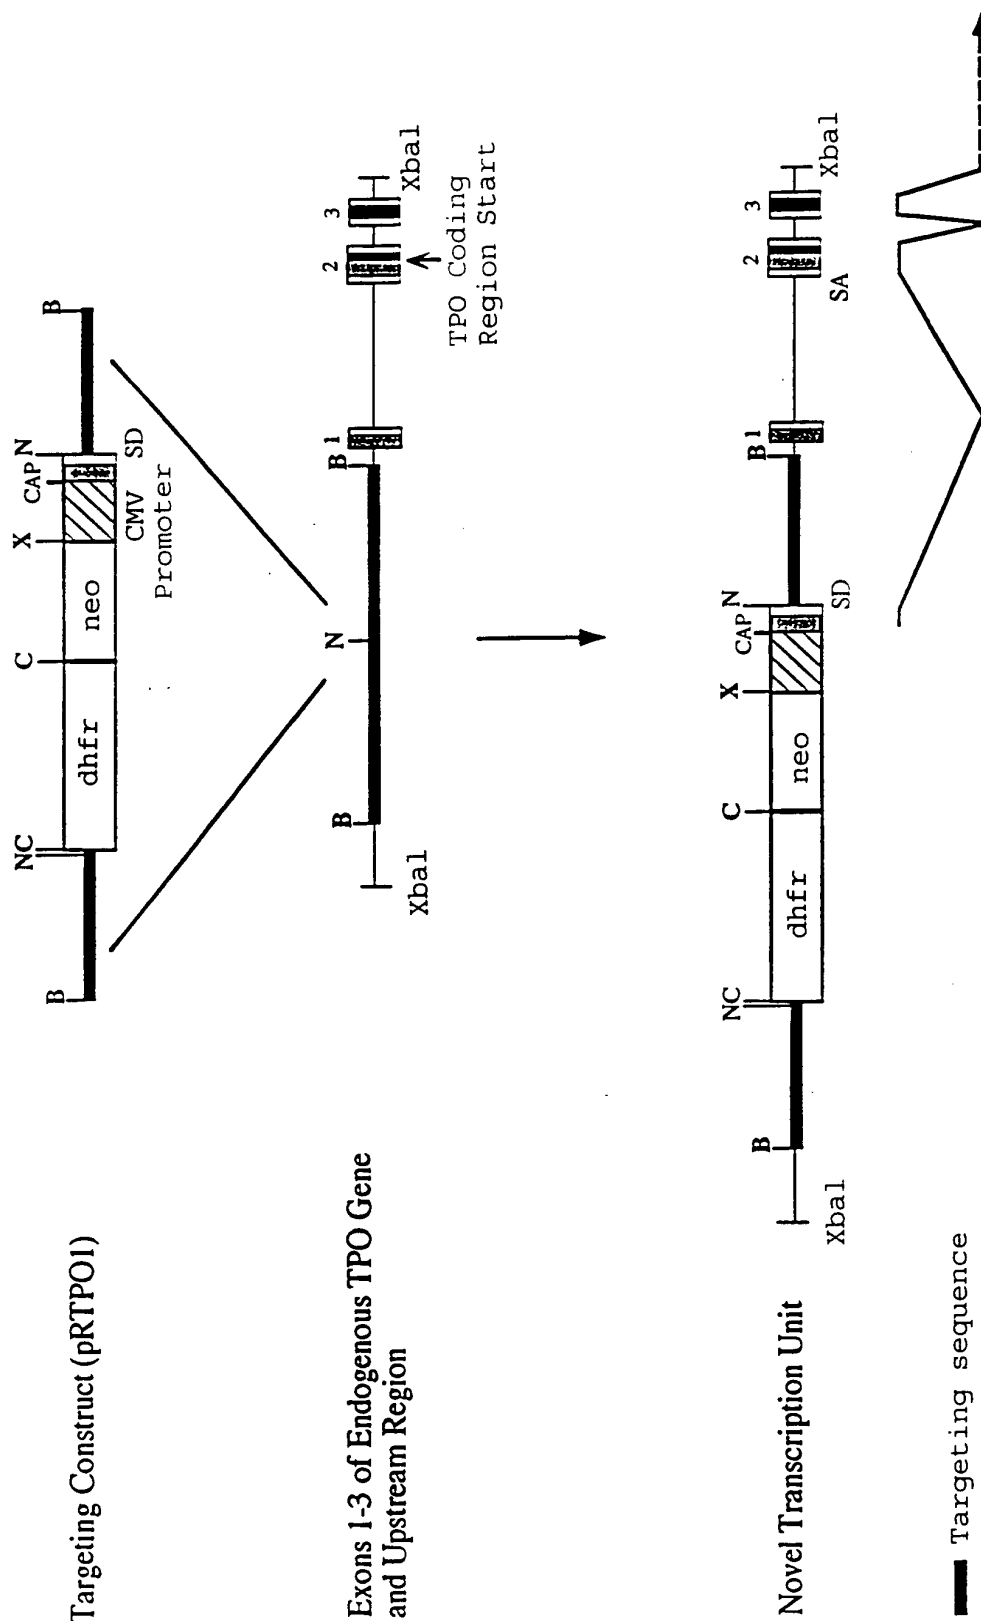 Targeting Construct (pRTPO1)
B
NC
C
X
CAP
N
B
dhfr
neo
CMV
Promoter
SD
Exons 1-3 of Endogenous TPO Gene
and Upstream Region
XbaI
B
N
B
1
2
3
XbaI
TPO Coding
Region Start
Novel Transcription Unit
XbaI
B
NC
C
X
CAP
N
B
1
2
3
dhfr
neo
SD
SA
XbaI
Targeting sequence